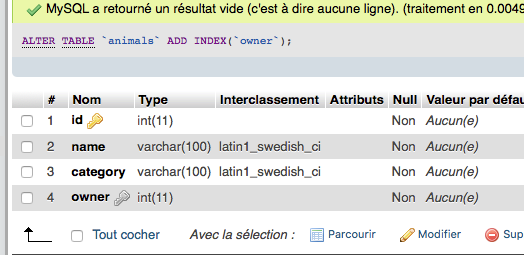 MySQL a retourné un résultat vide (c'est à dire aucune ligne). (traitement en 0.0049
ALTER TABLE `animals` ADD INDEX(`owner`);
# Nom Type Interclassement Attributs Null Valeur par défau
1 id int(11) Non Aucun(e)
2 name varchar(100) latin1_swedish_ci Non Aucun(e)
3 category varchar(100) latin1_swedish_ci Non Aucun(e)
4 owner int(11) Non Aucun(e)
Tout cocher Avec la sélection : Parcourir Modifier Sup